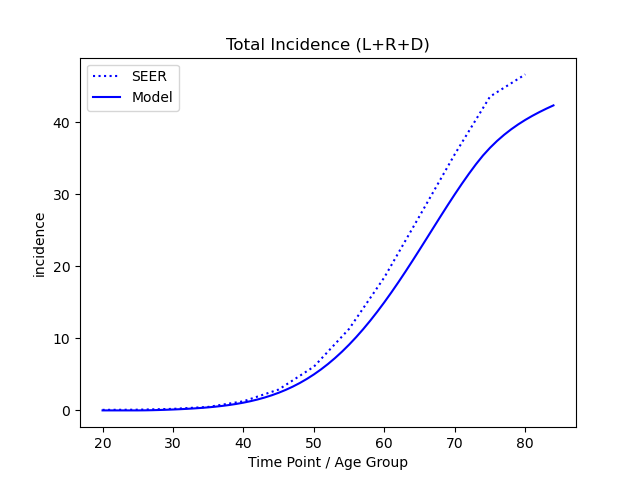 Total Incidence (L+R+D)
SEER
Model
incidence
40
30
20
10
0
20 30 40 50 60 70 80
Time Point / Age Group